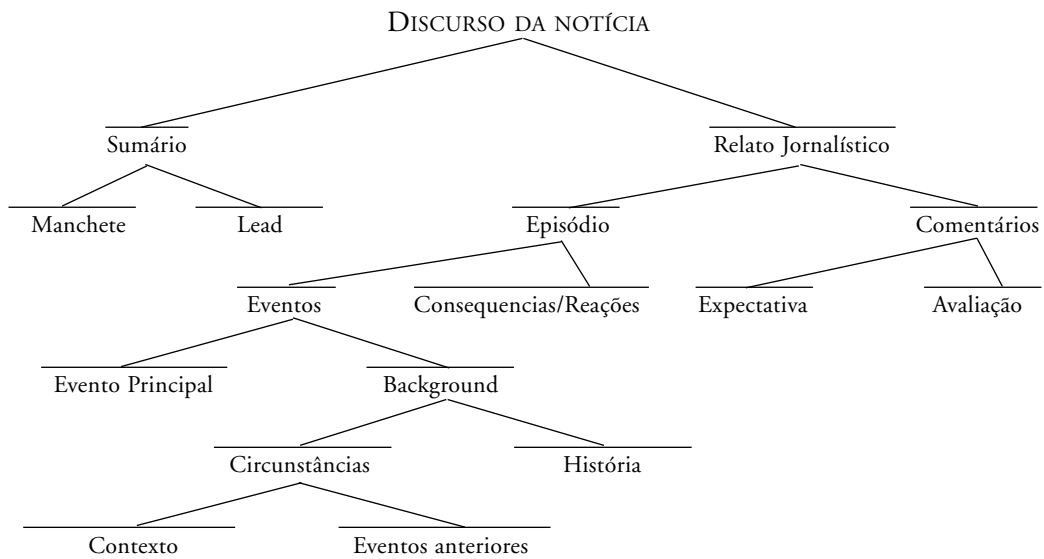 DISCURSO DA NOTÍCIA
Sumário Relato Jornalístico
Manchete Lead Episódio Comentários
Eventos Consequencias/Reações Expectativa Avaliação
Evento Principal Background
Circunstâncias História
Contexto Eventos anteriores